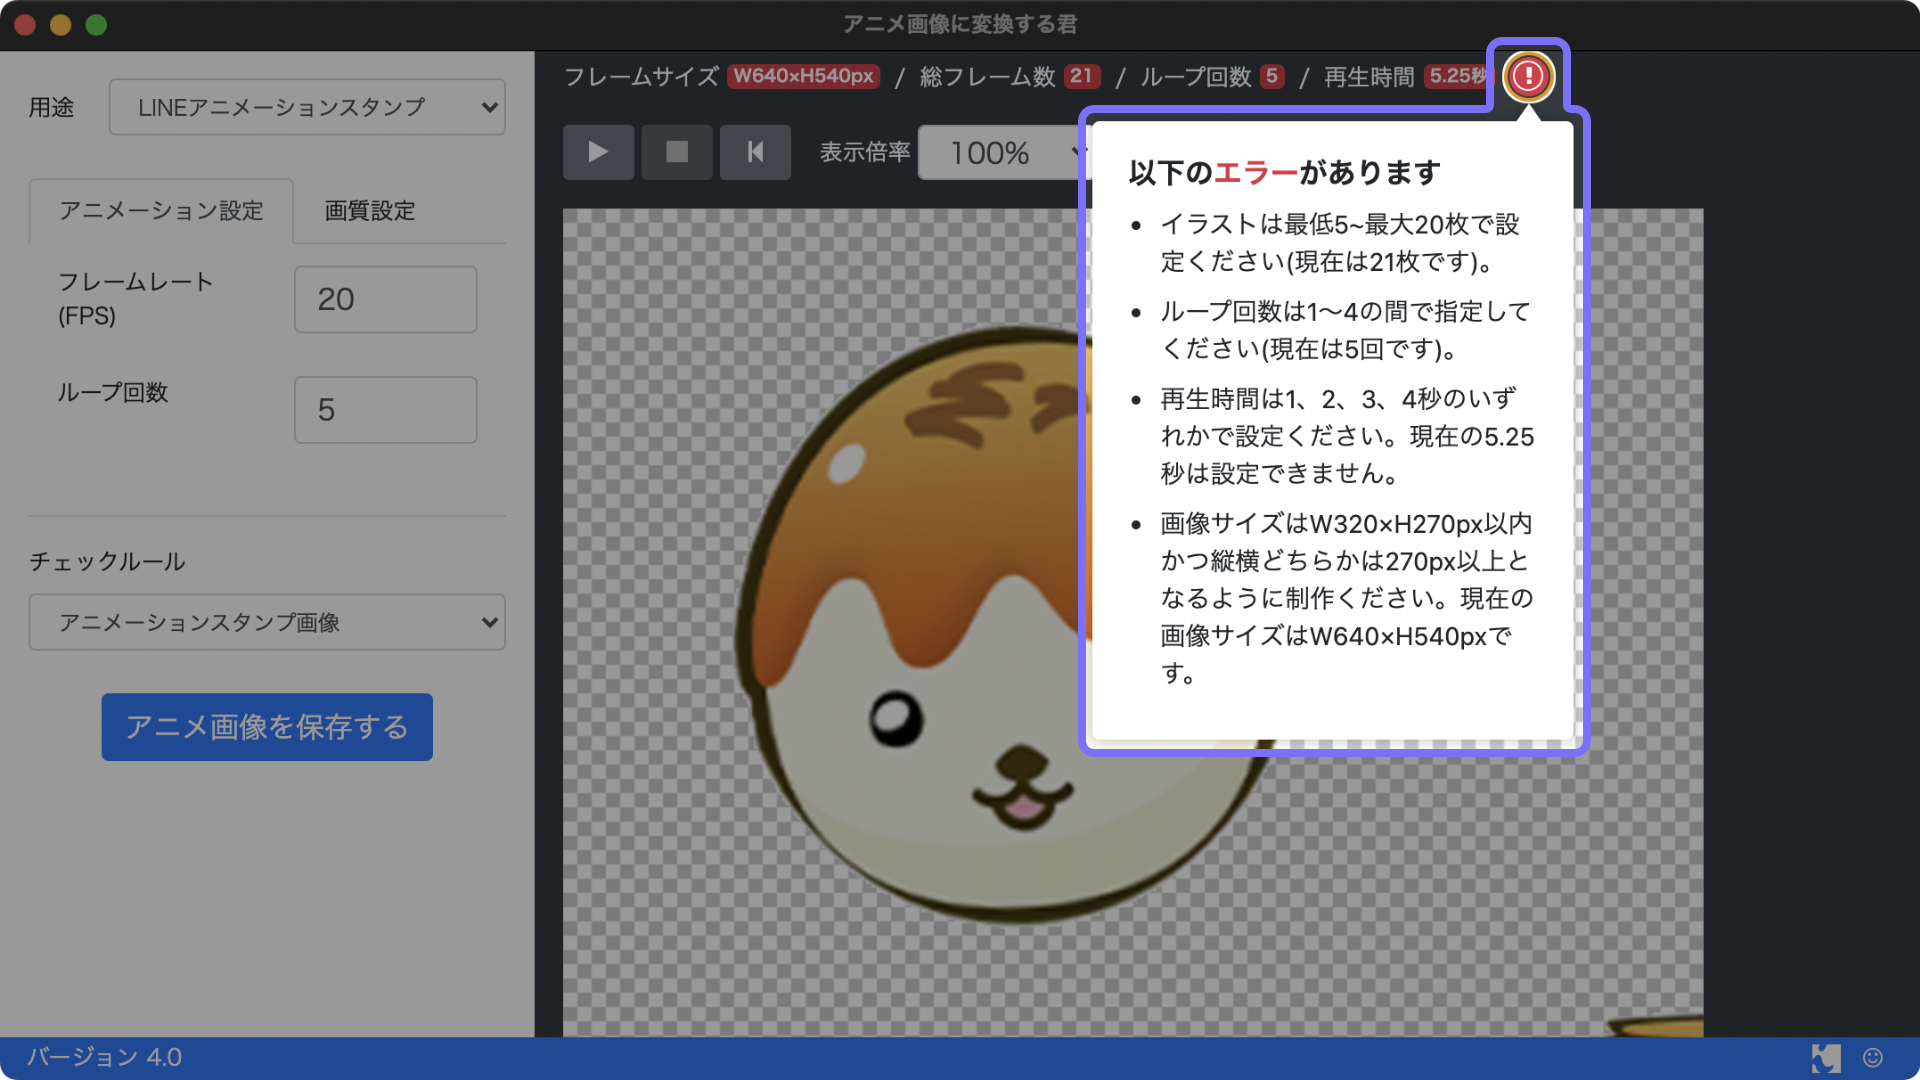 アニメ画像に変換する君
用途
LINEアニメーションスタンプ
アニメーション設定
画質設定
フレームレート
(FPS)
20
ループ回数
5
チェックルール
アニメーションスタンプ画像
アニメ画像を保存する
フレームサイズ W640×H540px / 総フレーム数 21 / ループ回数 5 / 再生時間 5.25秒
表示倍率
100%
以下のエラーがあります
• イラストは最低5~最大20枚で設
定ください(現在は21枚です)。
• ループ回数は1〜4の間で指定して
ください(現在は5回です)。
• 再生時間は1、2、3、4秒のいず
れかで設定ください。現在の5.25
秒は設定できません。
• 画像サイズはW320×H270px以内
かつ縦横どちらかは270px以上と
なるように制作ください。現在の
画像サイズはW640×H540pxで
す。
バージョン 4.0